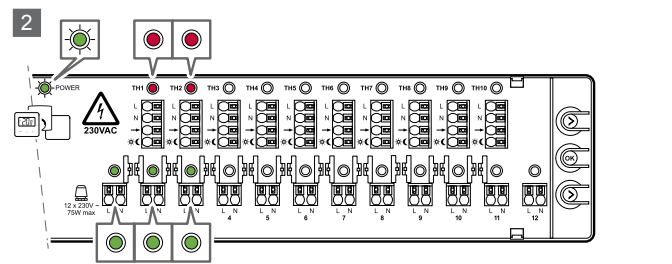 2
POWER
TH1 TH2 TH3 TH4 TH5 TH6 TH7 TH8 TH9 TH10
L
N
230VAC
OK
12 x 230V ~
75W max
L N L N L N L N L N L N L N L N L N L N L N L N
4 5 6 7 8 9 10 11 12